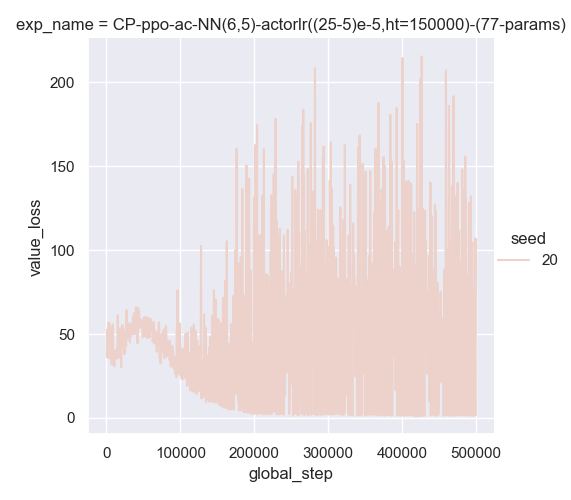 exp_name = CP-ppo-ac-NN(6,5)-actorlr((25-5)e-5,ht=150000)-(77-params)
200
150
100
50
0
value_loss
0 100000 200000 300000 400000 500000
global_step
seed
20